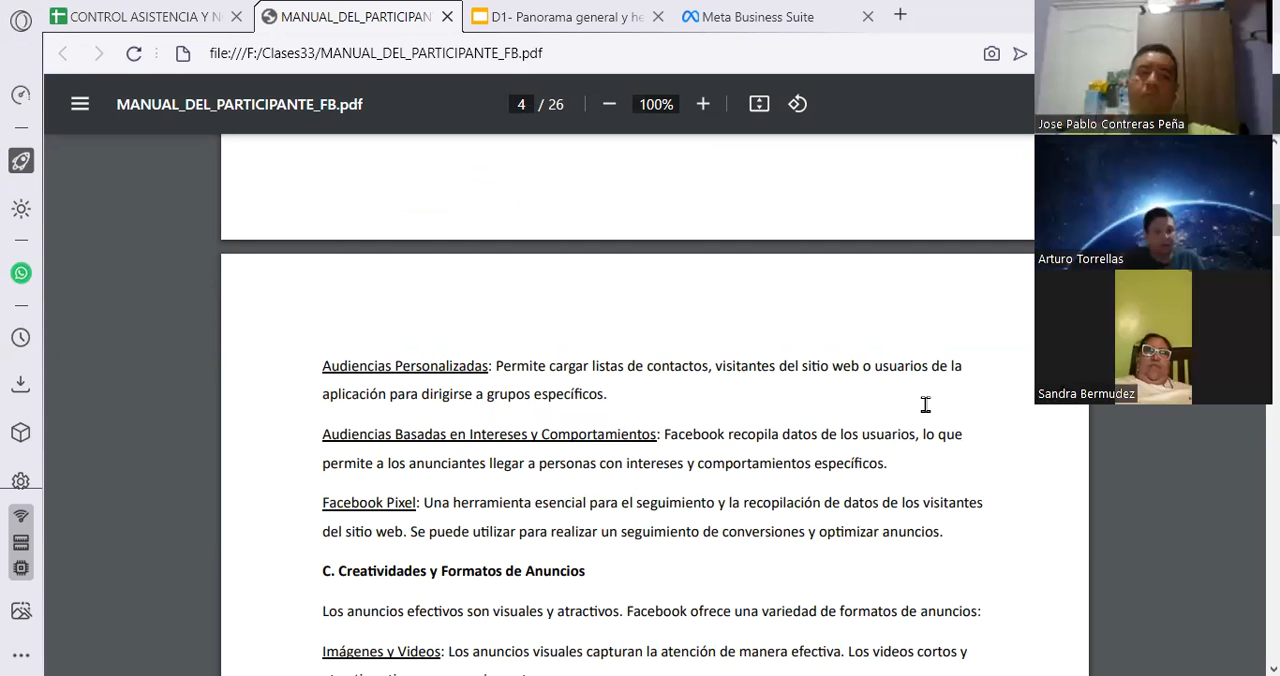 CONTROL ASISTENCIA Y N
MANUAL_DEL_PARTICIPAN
D1- Panorama general y he
Meta Business Suite
file:///F:/Clases33/MANUAL_DEL_PARTICIPANTE_FB.pdf
MANUAL_DEL_PARTICIPANTE_FB.pdf
4 / 26
100%
Jose Pablo Contreras Peña
Arturo Torrellas
Sandra Bermudez
Audiencias Personalizadas: Permite cargar listas de contactos, visitantes del sitio web o usuarios de la
aplicación para dirigirse a grupos específicos.
Audiencias Basadas en Intereses y Comportamientos: Facebook recopila datos de los usuarios, lo que
permite a los anunciantes llegar a personas con intereses y comportamientos específicos.
Facebook Pixel: Una herramienta esencial para el seguimiento y la recopilación de datos de los visitantes
del sitio web. Se puede utilizar para realizar un seguimiento de conversiones y optimizar anuncios.
C. Creatividades y Formatos de Anuncios
Los anuncios efectivos son visuales y atractivos. Facebook ofrece una variedad de formatos de anuncios:
Imágenes y Videos: Los anuncios visuales capturan la atención de manera efectiva. Los videos cortos y